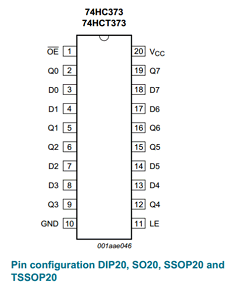 74HC373
74HCT373
OE 1 20 VCC
Q0 2 19 Q7
D0 3 18 D7
D1 4 17 D6
Q1 5 16 Q6
Q2 6 15 Q5
D2 7 14 D5
D3 8 13 D4
Q3 9 12 Q4
GND 10 11 LE
001aae046
Pin configuration DIP20, SO20, SSOP20 and
TSSOP20